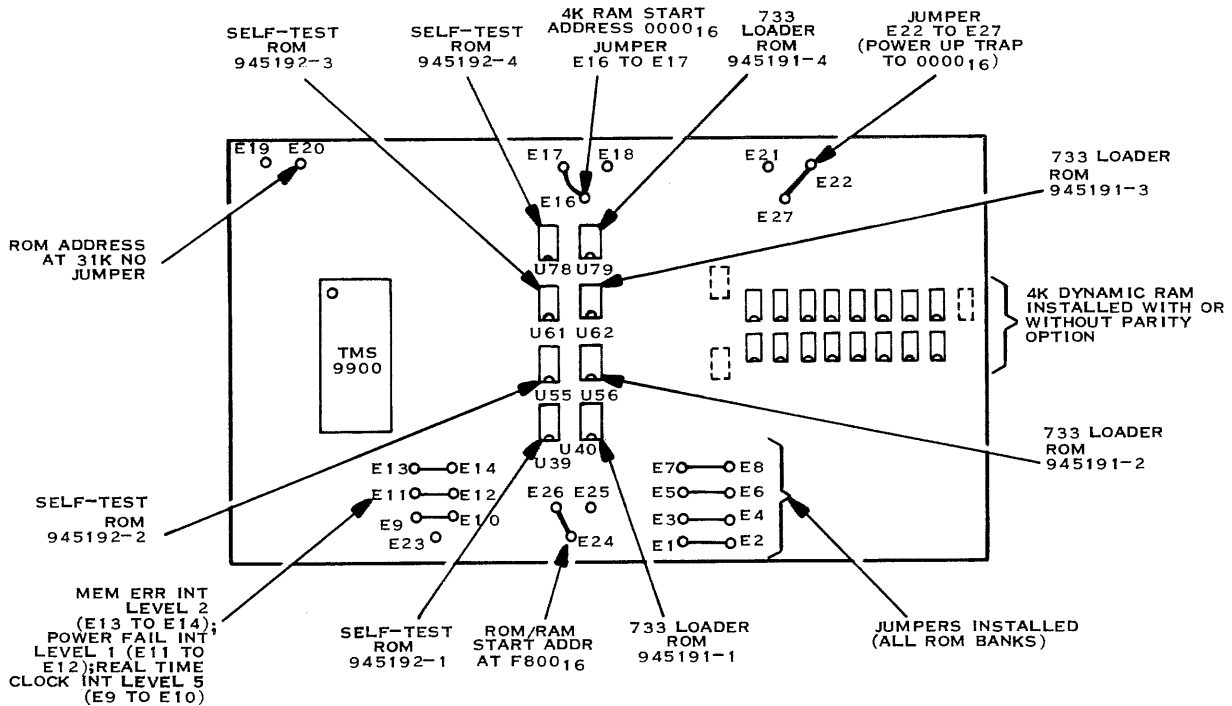 SELF-TEST
ROM
945192-3
SELF-TEST
ROM
945192-4
4K RAM START
ADDRESS 0000₁₆
JUMPER
E16 TO E17
733
LOADER
ROM
945191-4
JUMPER
E22 TO E27
(POWER UP TRAP
TO 0000₁₆)
E19 E20
E17 E18
E16
E21
E22
E27
733 LOADER
ROM
945191-3
ROM ADDRESS
AT 31K NO
JUMPER
U78 U79
U61 U62
TMS
9900
U55 U56
U39 U40
4K DYNAMIC RAM
INSTALLED WITH OR
WITHOUT PARITY
OPTION
733 LOADER
ROM
945191-2
E13 E14
E11 E12
E9 E10
E23
E26 E25
E24
E7 E8
E5 E6
E3 E4
E1 E2
SELF-TEST
ROM
945192-2
MEM ERR INT
LEVEL 2
(E13 TO E14);
POWER FAIL INT
LEVEL 1 (E11 TO
E12);REAL TIME
CLOCK INT LEVEL 5
(E9 TO E10)
SELF-TEST
ROM
945192-1
ROM/RAM
START ADDR
AT F800₁₆
733 LOADER
ROM
945191-1
JUMPERS INSTALLED
(ALL ROM BANKS)